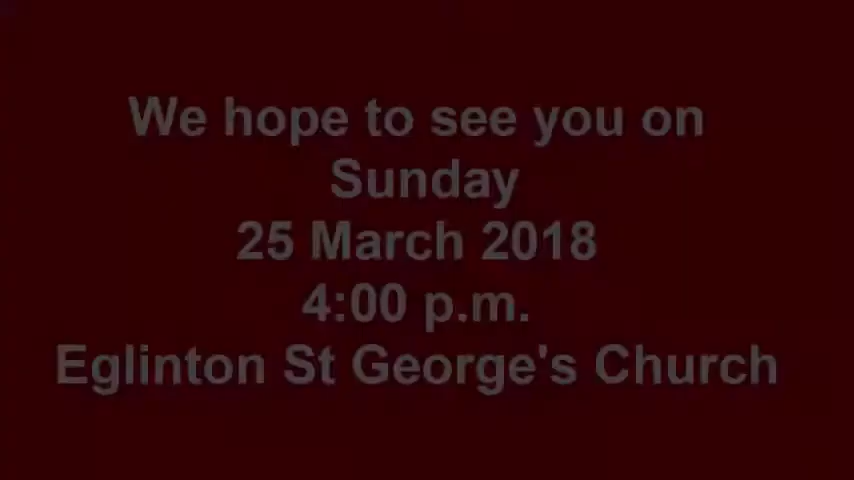 We hope to see you on
Sunday
25 March 2018
4:00 p.m.
Eglinton St George's Church